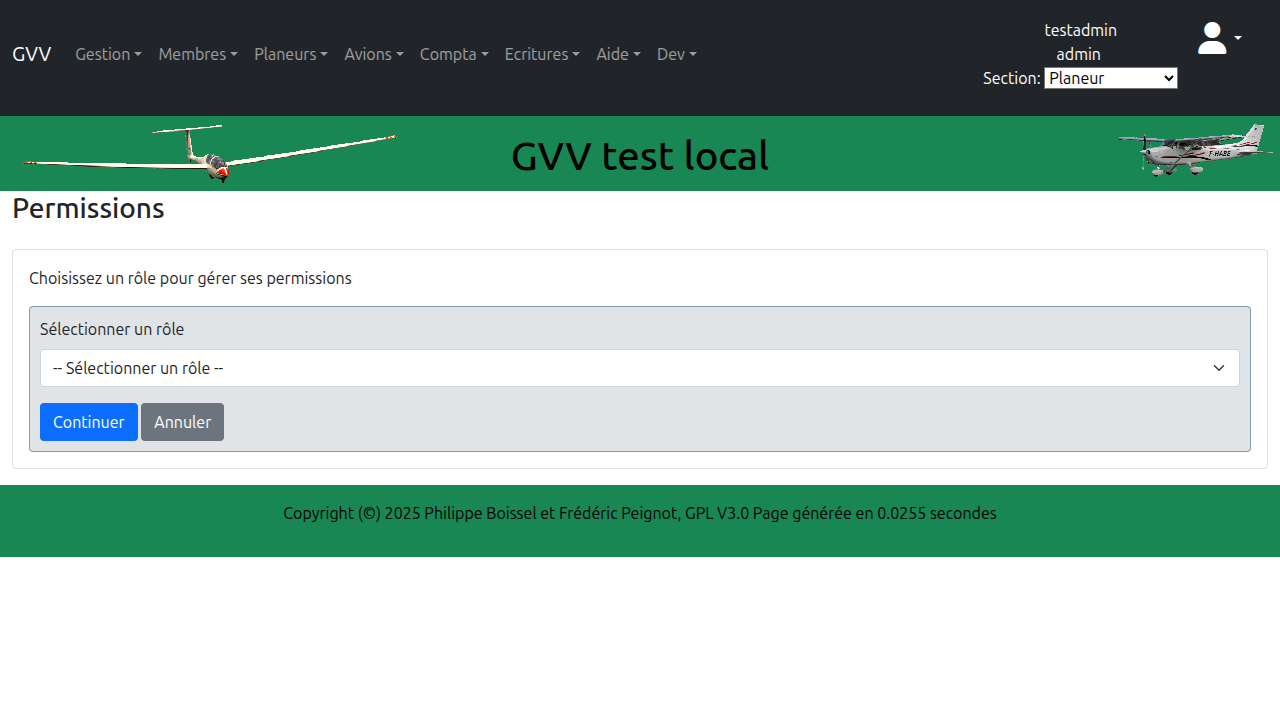 GVV Gestion Membres Planeurs Avions Compta Ecritures Aide Dev
testadmin
admin
Section: Planeur
GVV test local
F-HABE
Permissions
Choisissez un rôle pour gérer ses permissions
Sélectionner un rôle
-- Sélectionner un rôle --
Continuer Annuler
Copyright (©) 2025 Philippe Boissel et Frédéric Peignot, GPL V3.0 Page générée en 0.0255 secondes